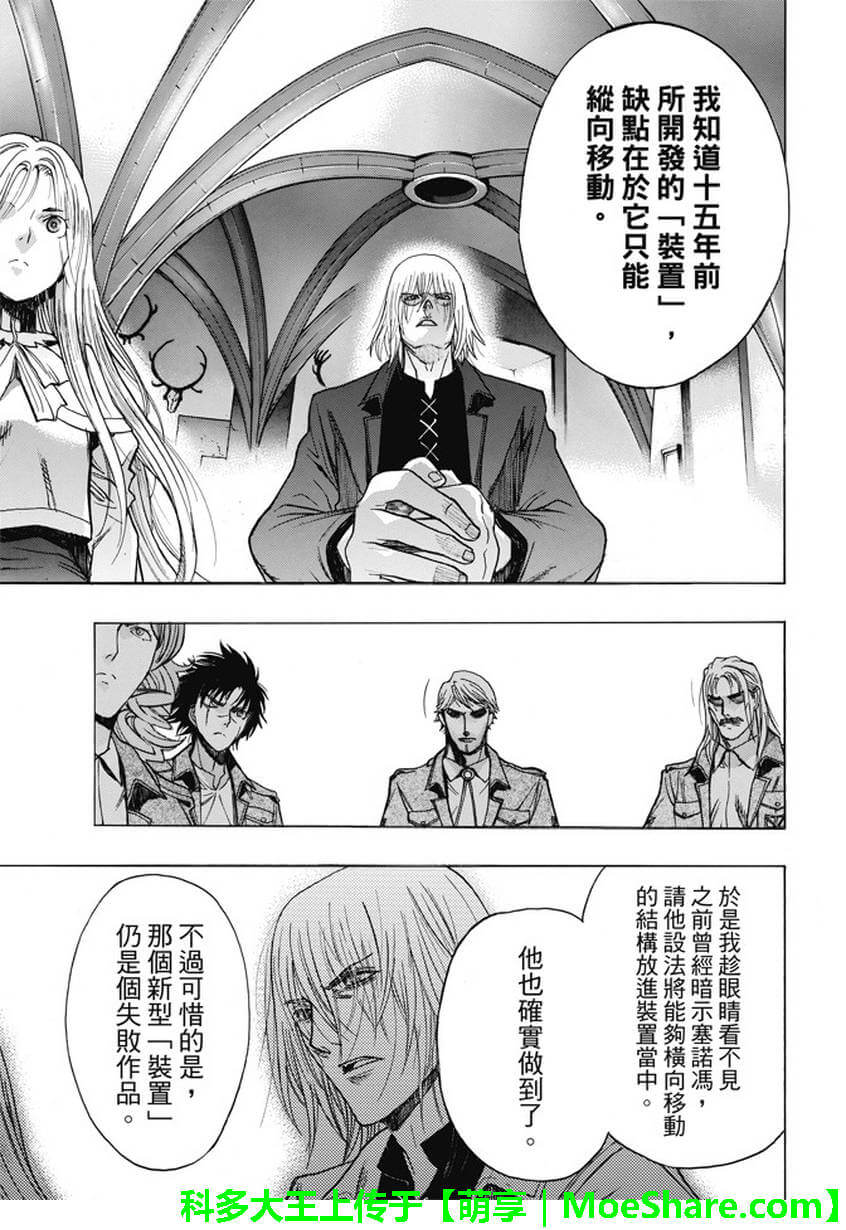 我知道十五年前
所開發的「裝置」，
缺點在於它只能
縱向移動。
於是我趁眼睛看不見
之前曾經暗示塞諾馮，
請他設法將能夠橫向移動
的結構放進裝置當中。
他也確實做到了。
不過可惜的是，
那個新型「裝置」
仍是個失敗作品。
科多大王上传于【萌享｜MoeShare.com】